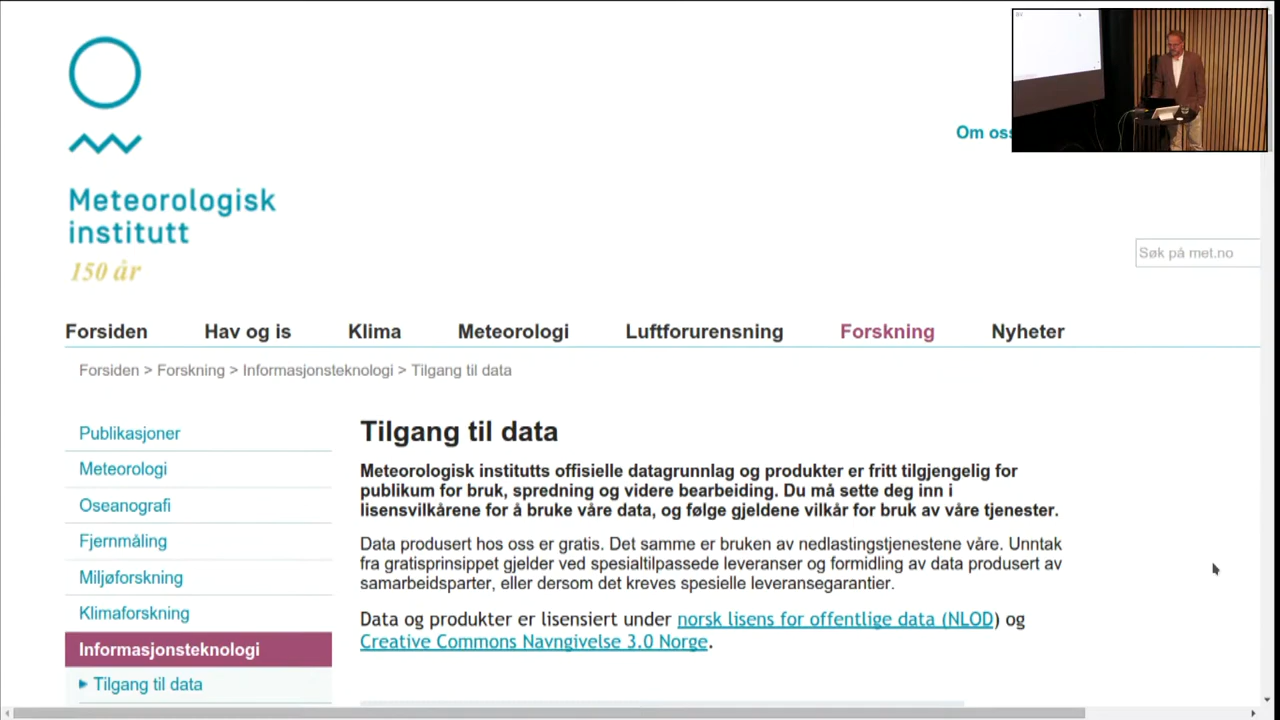 Om oss
Meteorologisk
institutt
150 år
Søk på met.no
Forsiden Hav og is Klima Meteorologi Luftforurensning Forskning Nyheter
Forsiden > Forskning > Informasjonsteknologi > Tilgang til data
Publikasjoner
Meteorologi
Oseanografi
Fjernmåling
Miljøforskning
Klimaforskning
Informasjonsteknologi
Tilgang til data
Tilgang til data
Meteorologisk institutts offisielle datagrunnlag og produkter er fritt tilgjengelig for
publikum for bruk, spredning og videre bearbeiding. Du må sette deg inn i
lisensvilkårene for å bruke våre data, og følge gjeldene vilkår for bruk av våre tjenester.
Data produsert hos oss er gratis. Det samme er bruken av nedlastingstjenestene våre. Unntak
fra gratisprinsippet gjelder ved spesialtilpassede leveranser og formidling av data produsert av
samarbeidsparter, eller dersom det kreves spesielle leveransegarantier.
Data og produkter er lisensiert under norsk lisens for offentlige data (NLOD) og
Creative Commons Navngivelse 3.0 Norge.